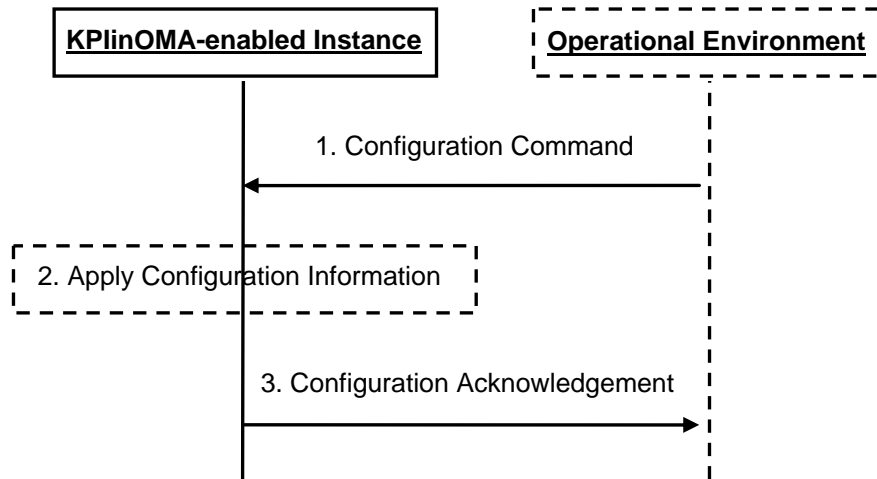 KPIinOMA-enabled Instance
Operational Environment
1. Configuration Command
2. Apply Configuration Information
3. Configuration Acknowledgement